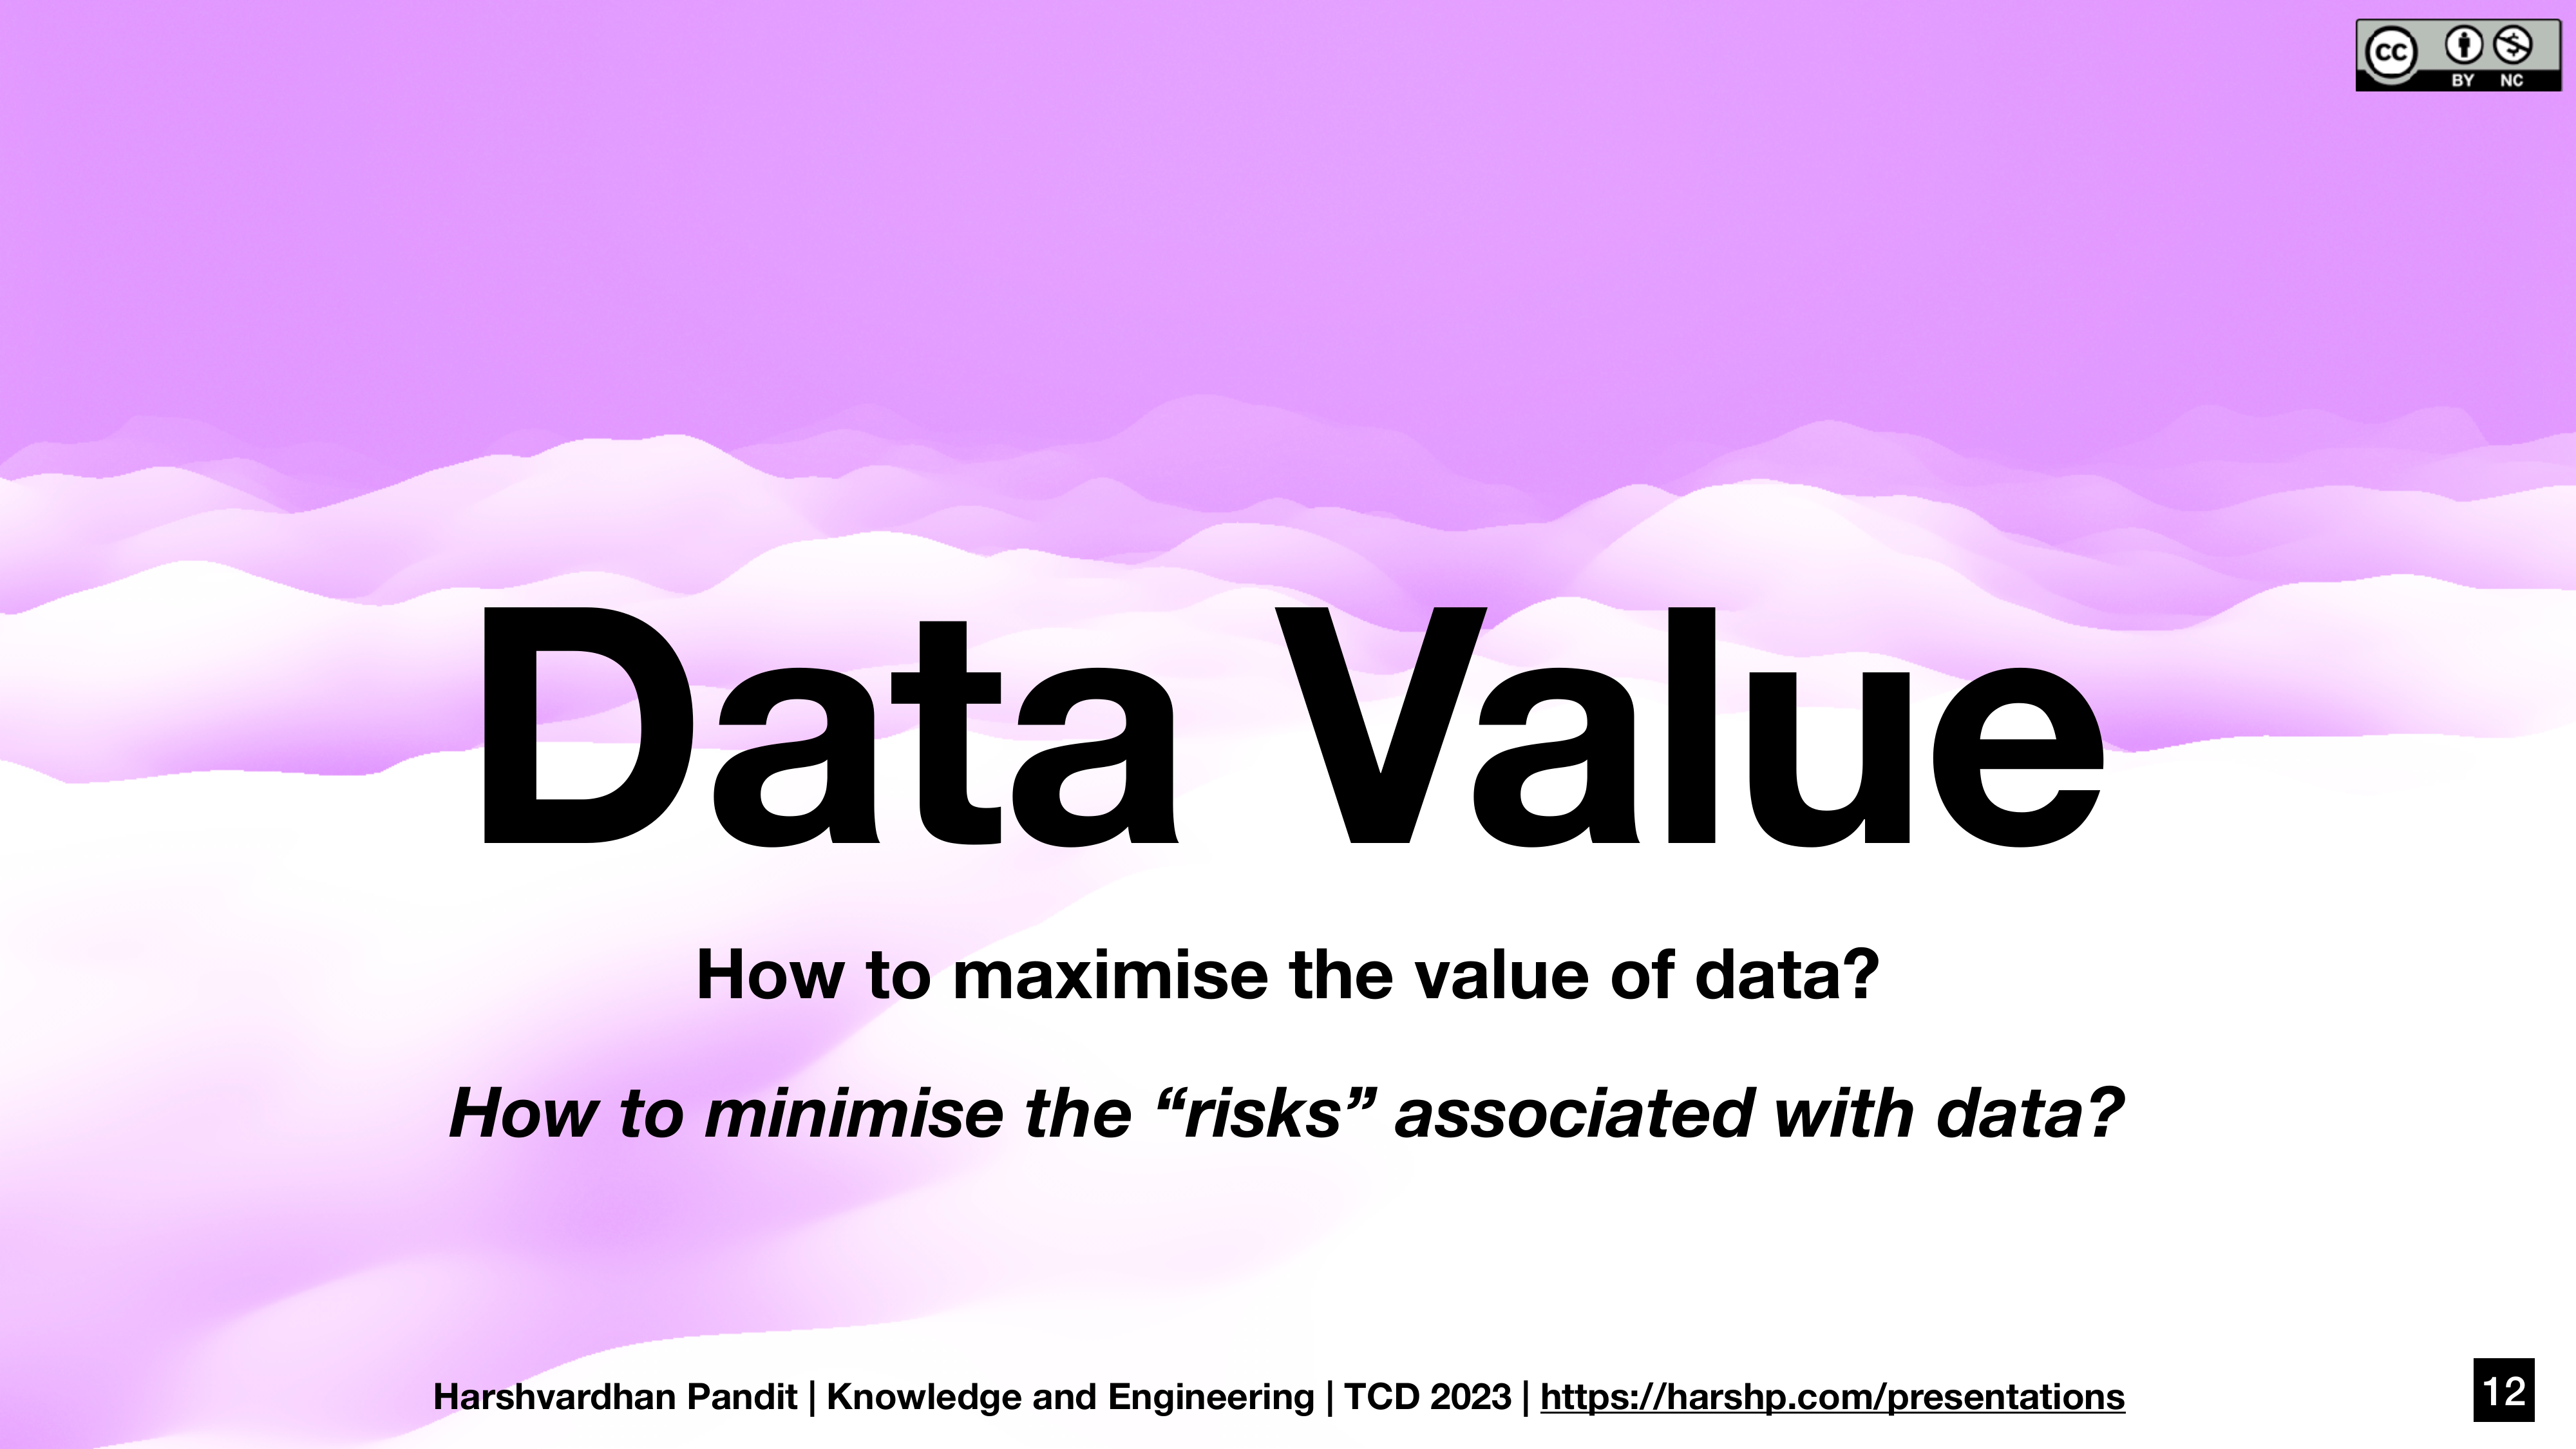 CC
BY NC
Data Value
How to maximise the value of data?
How to minimise the “risks” associated with data?
Harshvardhan Pandit | Knowledge and Engineering | TCD 2023 | https://harshp.com/presentations
12